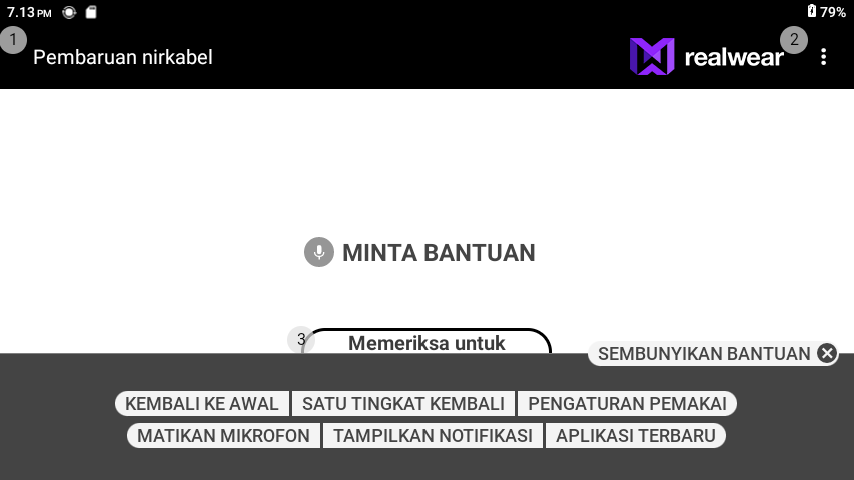 7.13 PM 79%
1 2
Pembaruan nirkabel realwear
MINTA BANTUAN
3
Memeriksa untuk
SEMBUNYIKAN BANTUAN
KEMBALI KE AWAL SATU TINGKAT KEMBALI PENGATURAN PEMAKAI
MATIKAN MIKROFON TAMPILKAN NOTIFIKASI APLIKASI TERBARU